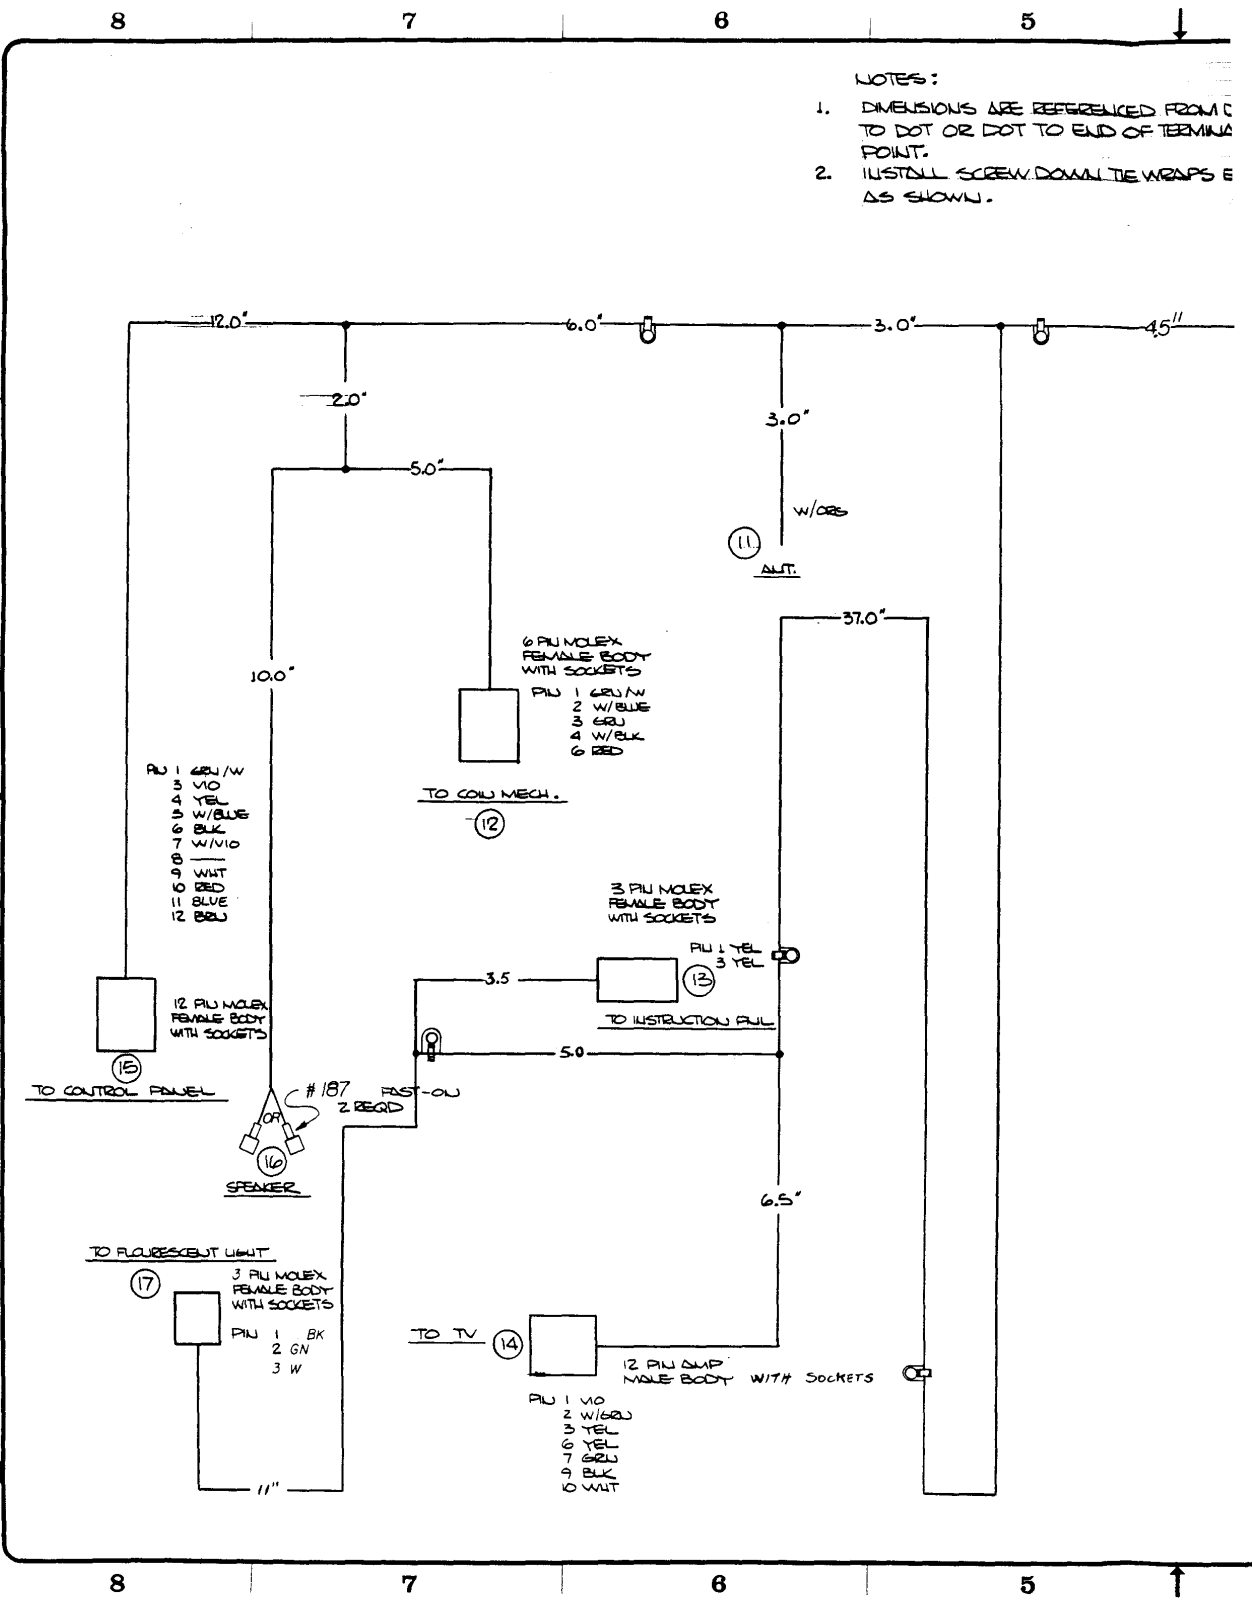 8 7 6 5
NOTES:
1. DIMENSIONS ARE REFERENCED FROM
TO DOT OR DOT TO END OF TERMINA
POINT.
2. INSTALL SCREW DOWN TIE WRAPS
AS SHOWN.
12.0"
6.0"
3.0"
4.5"
2.0"
3.0"
5.0"
W/ORG
11
ANT.
37.0"
10.0"
6 PIN MOLEX
FEMALE BODY
WITH SOCKETS
PIN 1 GRN/W
2 W/BLUE
3 GRN
4 W/BLK
6 RED
TO COIN MECH.
12
PIN 1 GRN/W
3 VIO
4 YEL
5 W/BLUE
6 BLK
7 W/VIO
8 —
9 WHT
10 RED
11 BLUE
12 BRN
3 PIN MOLEX
FEMALE BODY
WITH SOCKETS
PIN 1 YEL
3 YEL
3.5
13
TO INSTRUCTION PNL
12 PIN MOLEX
FEMALE BODY
WITH SOCKETS
15
TO CONTROL PANEL
5.0
#187 FAST-ON
2 REQD
OR
16
SPEAKER
6.5"
TO FLOURESCENT LIGHT
17
3 PIN MOLEX
FEMALE BODY
WITH SOCKETS
PIN 1 BK
2 GN
3 W
TO TV
14
12 PIN AMP
MALE BODY WITH SOCKETS
PIN 1 VIO
2 W/GRN
3 YEL
6 YEL
7 GRN
9 BLK
10 WHT
11"
8 7 6 5